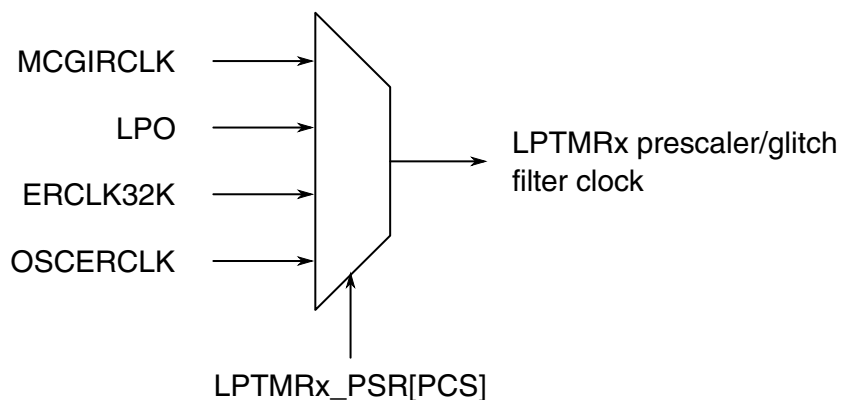 MCGIRCLK
LPO
ERCLK32K
OSCERCLK
LPTMRx prescaler/glitch
filter clock
LPTMRx_PSR[PCS]